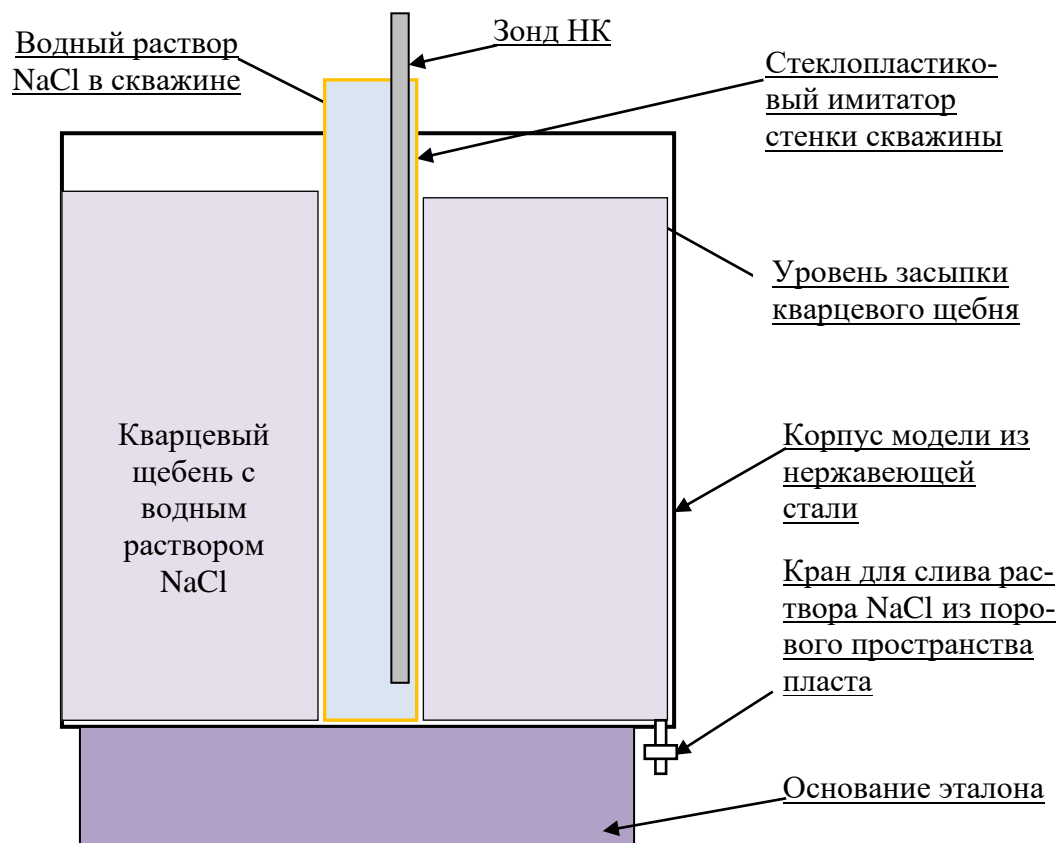 Водный раствор
NaCl в скважине
Зонд НК
Стеклопластико-
вый имитатор
стенки скважины
Уровень засыпки
кварцевого щебня
Кварцевый
щебень с
водным
раствором
NaCl
Корпус модели из
нержавеющей
стали
Кран для слива рас-
твора NaCl из поро-
вого пространства
пласта
Основание эталона